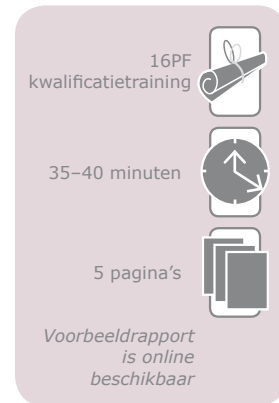 16PF
kwalificatietraining
35–40 minuten
5 pagina’s
Voorbeeldrapport
is online
beschikbaar